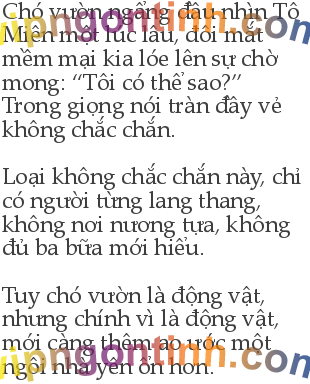 Chó vườn ngẩng đầu nhìn Tô
Miên một lúc lâu, đôi mắt
mềm mại kia lóe lên sự chờ
mong: “Tôi có thể sao?”
Trong giọng nói tràn đầy vẻ
không chắc chắn.
Loại không chắc chắn này, chỉ
có người từng lang thang,
không nơi nương tựa, không
đủ ba bữa mới hiểu.
Tuy chó vườn là động vật,
nhưng chính vì là động vật,
mới càng thêm ao ước một
ngôi nhà yên ổn hơn.
vipngontinh.com
vipngontinh.com